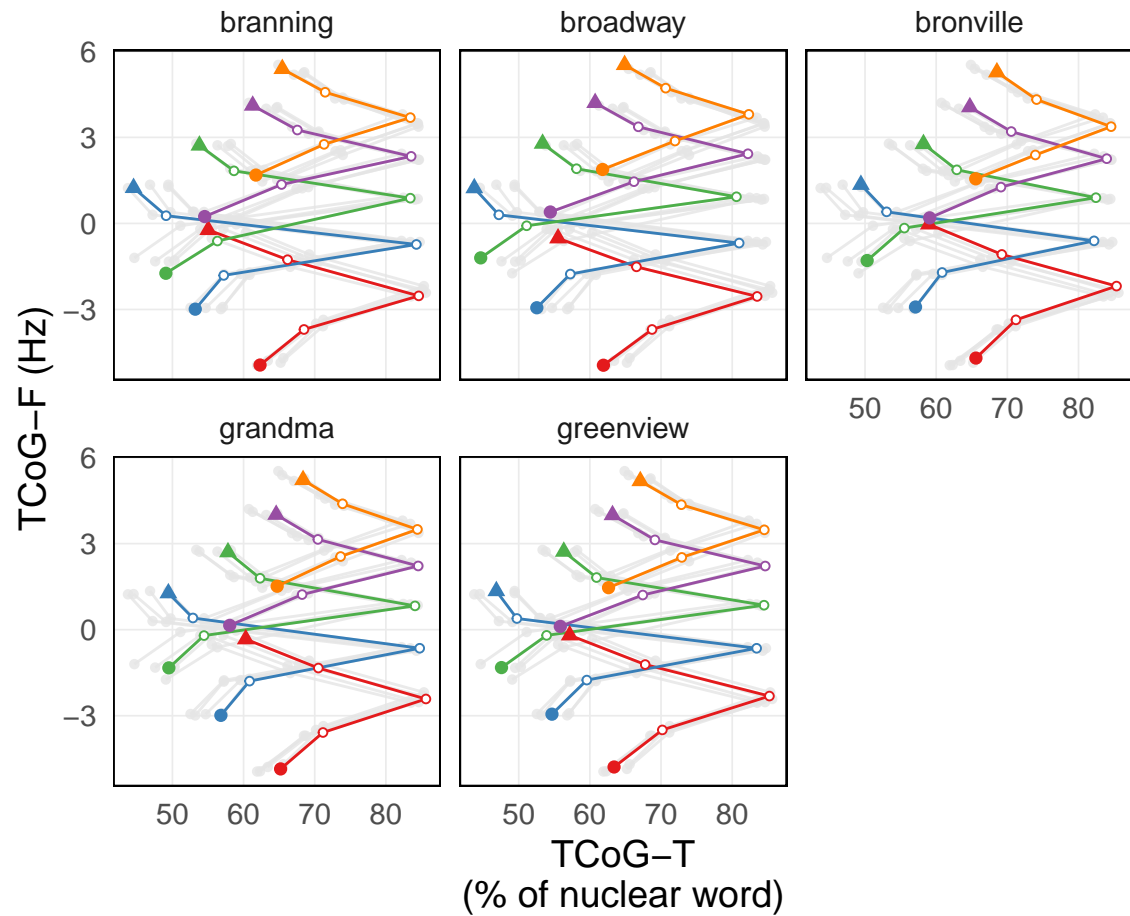 branning
broadway
bronville
6
3
0
−3
50
60
70
80
grandma
greenview
6
3
0
−3
50
60
70
80
50
60
70
80
TCoG−F (Hz)
TCoG−T
(% of nuclear word)